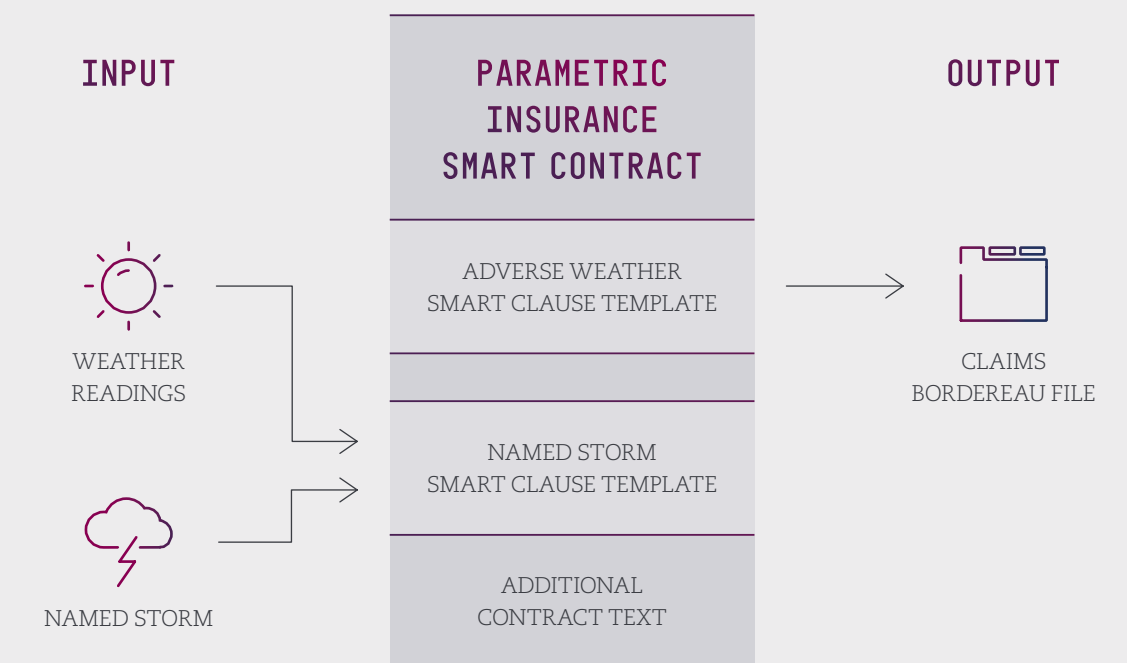 INPUT
PARAMETRIC
INSURANCE
SMART CONTRACT
OUTPUT
WEATHER
READINGS
NAMED STORM
ADVERSE WEATHER
SMART CLAUSE TEMPLATE
NAMED STORM
SMART CLAUSE TEMPLATE
ADDITIONAL
CONTRACT TEXT
CLAIMS
BORDEREAU FILE